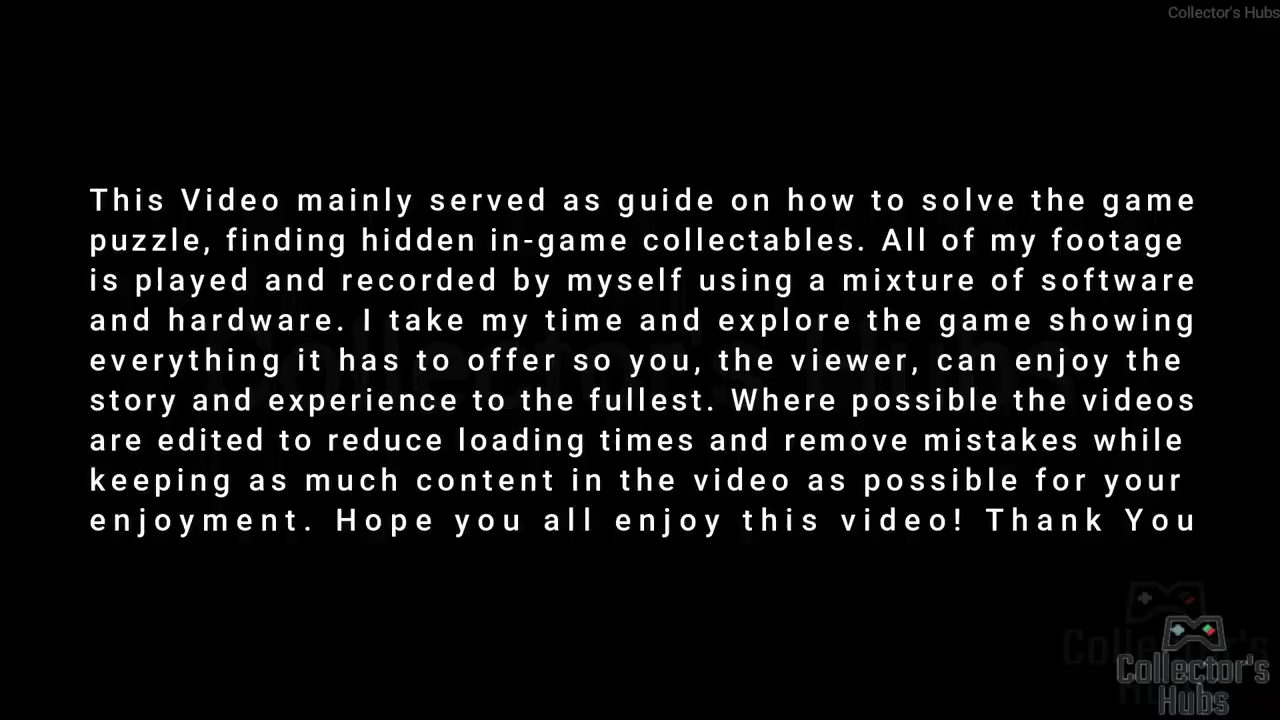 Collector's Hubs
This Video mainly served as guide on how to solve the game
puzzle, finding hidden in-game collectables. All of my footage
is played and recorded by myself using a mixture of software
and hardware. I take my time and explore the game showing
everything it has to offer so you, the viewer, can enjoy the
story and experience to the fullest. Where possible the videos
are edited to reduce loading times and remove mistakes while
keeping as much content in the video as possible for your
enjoyment. Hope you all enjoy this video! Thank You
Collector's
Hubs